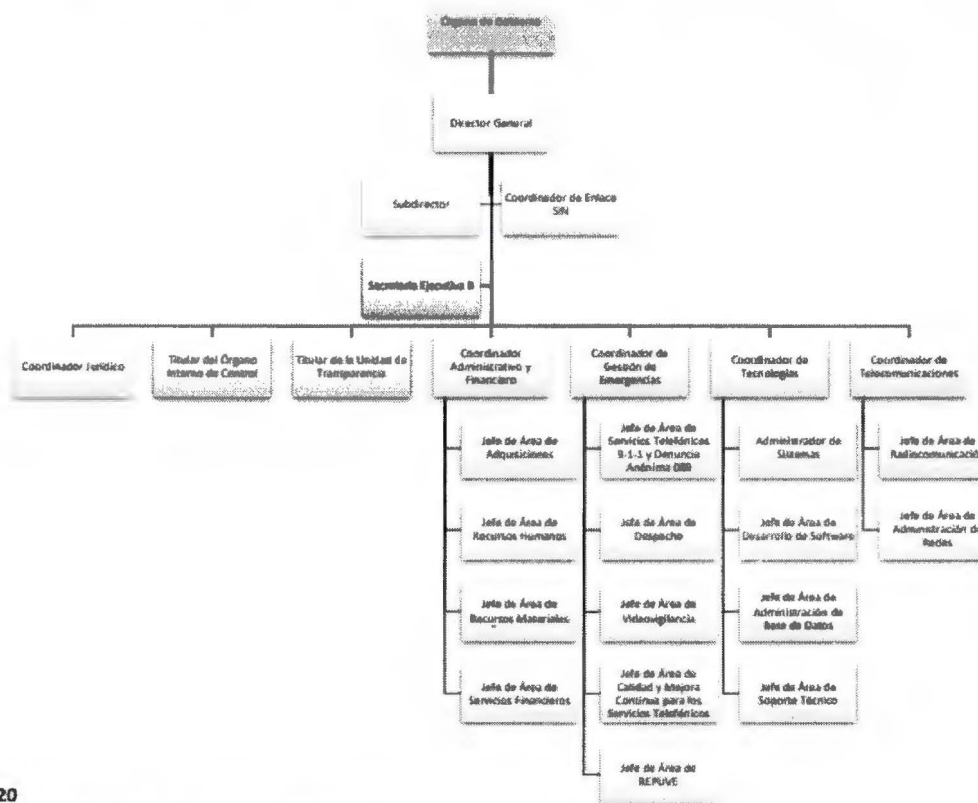 Órgano de Gobierno
Director General
Subdirector
Coordinador de Enlace
SIN
Secretaria Ejecutiva B
Coordinador Jurídico
Titular del Órgano
Interno de Control
Titular de la Unidad de
Transparencia
Coordinador
Administrativo y
Financiero
Coordinador de
Gestión de
Emergencias
Coordinador de
Tecnologías
Coordinador de
Telecomunicaciones
Jefe de Área de
Adquisiciones
Jefe de Área de
Recursos Humanos
Jefe de Área de
Recursos Materiales
Jefe de Área de
Servicios Financieros
Jefe de Área de
Servicios Telefónicos
9-1-1 y Denuncia
Anónima 089
Jefe de Área de
Despacho
Jefe de Área de
Videovigilancia
Jefe de Área de
Calidad y Mejora
Continua para los
Servicios Telefónicos
Jefe de Área de
REPUVE
Administrador de
Sistemas
Jefe de Área de
Desarrollo de Software
Jefe de Área de
Administración de
Base de Datos
Jefe de Área de
Soporte Técnico
Jefe de Área de
Radiocomunicació
Jefe de Área de
Administración de
Redes
20